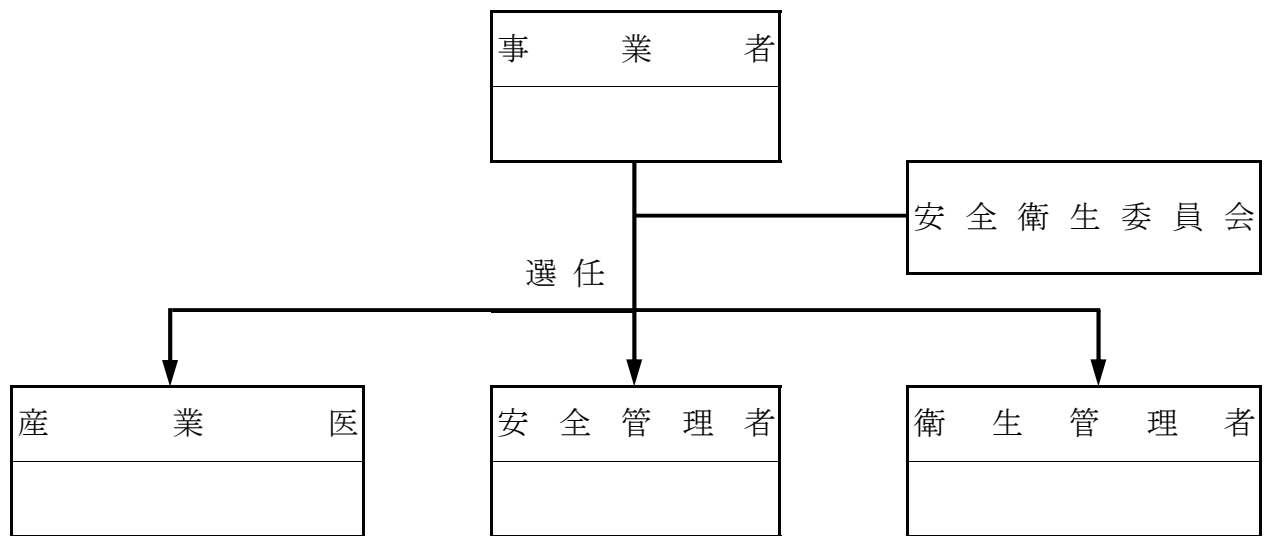 事業者
安全衛生委員会
選任
産業医
安全管理者
衛生管理者